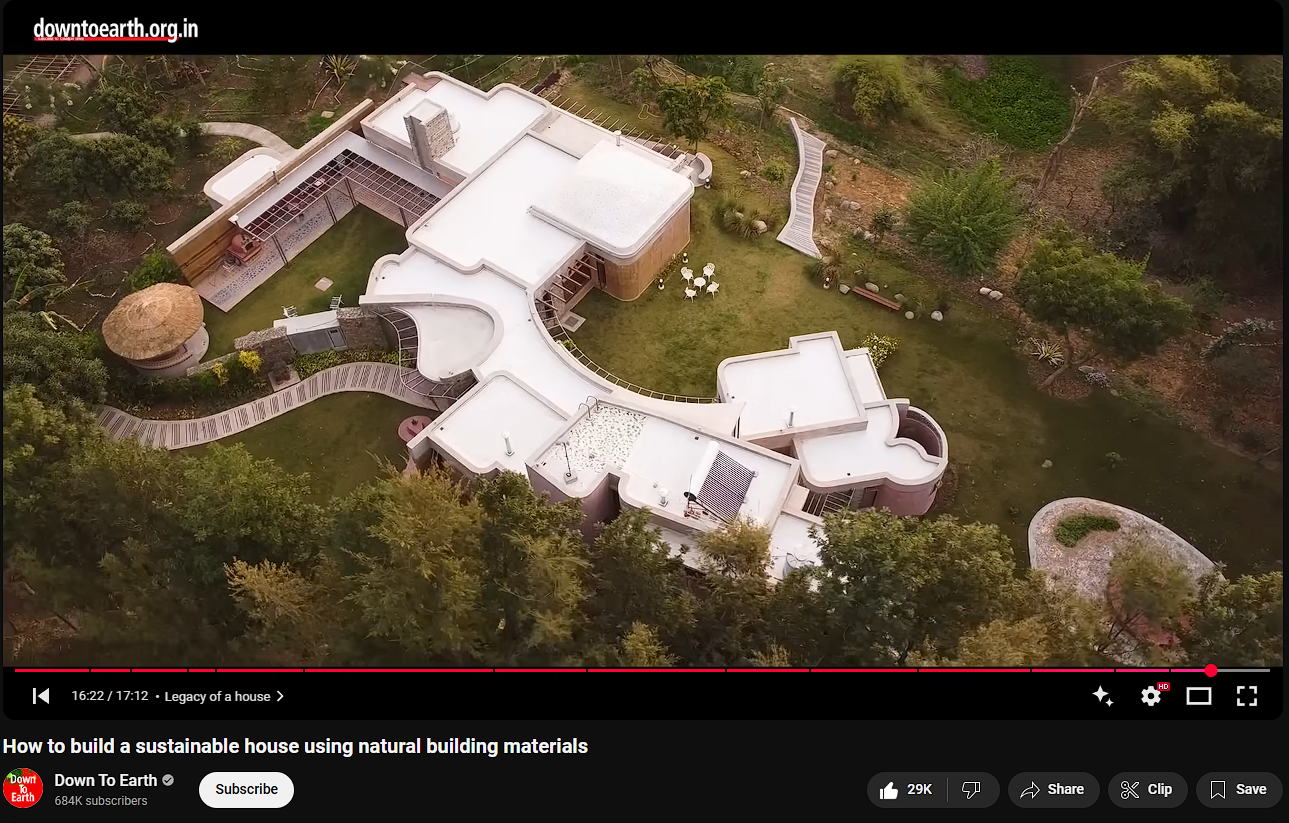 downtoearth.org.in
HD
16:22 / 17:12 • Legacy of a house
How to build a sustainable house using natural building materials
Down To Earth
Down To Earth
684K subscribers
Subscribe
29K
Share
Clip
Save